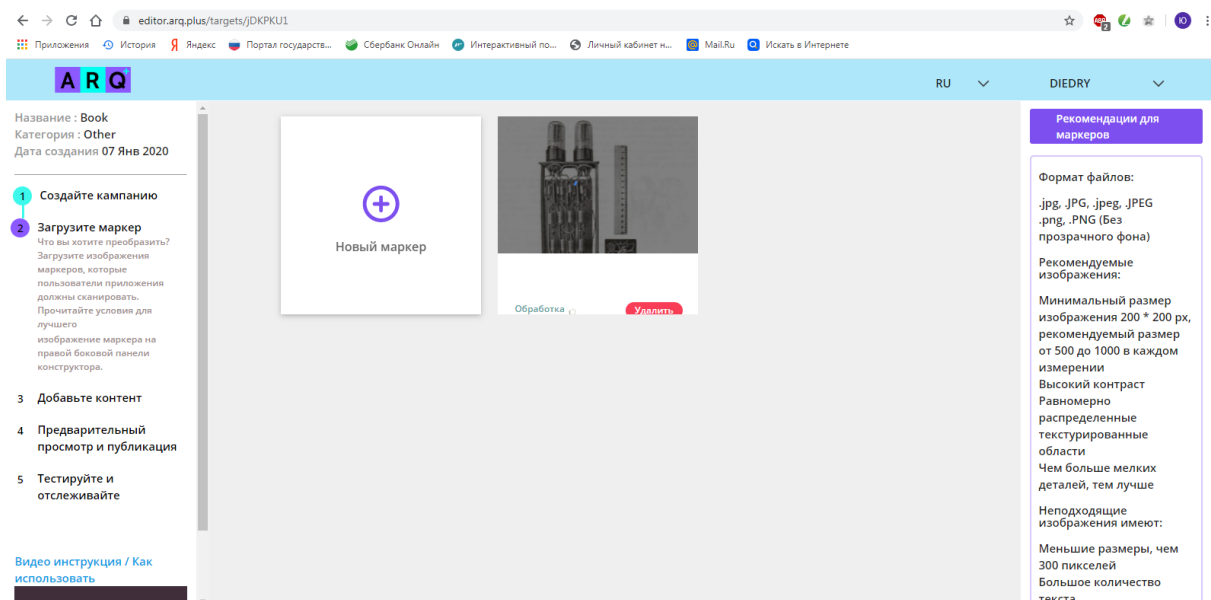 editor.arq.plus/targets/jDKPKU1
Приложения История Яндекс Портал государств... Сбербанк Онлайн Интерактивный по... Личный кабинет н... Mail.Ru Искать в Интернете
ARQ
RU
DIEDRY
Название : Book
Категория : Other
Дата создания 07 Янв 2020
1 Создайте кампанию
2 Загрузите маркер
Что вы хотите преобразить?
Загрузите изображения
маркеров, которые
пользователи приложения
должны сканировать.
Прочитайте условия для
лучшего
изображение маркера на
правой боковой панели
конструктора.
3 Добавьте контент
4 Предварительный
просмотр и публикация
5 Тестируйте и
отслеживайте
Видео инструкция / Как
использовать
Новый маркер
Обработка
Удалить
Рекомендации для
маркеров
Формат файлов:
.jpg, .JPG, .jpeg, .JPEG
.png, .PNG (Без
прозрачного фона)
Рекомендуемые
изображения:
Минимальный размер
изображения 200 * 200 px,
рекомендуемый размер
от 500 до 1000 в каждом
измерении
Высокий контраст
Равномерно
распределенные
текстурированные
области
Чем больше мелких
деталей, тем лучше
Неподходящие
изображения имеют:
Меньшие размеры, чем
300 пикселей
Большое количество
текста